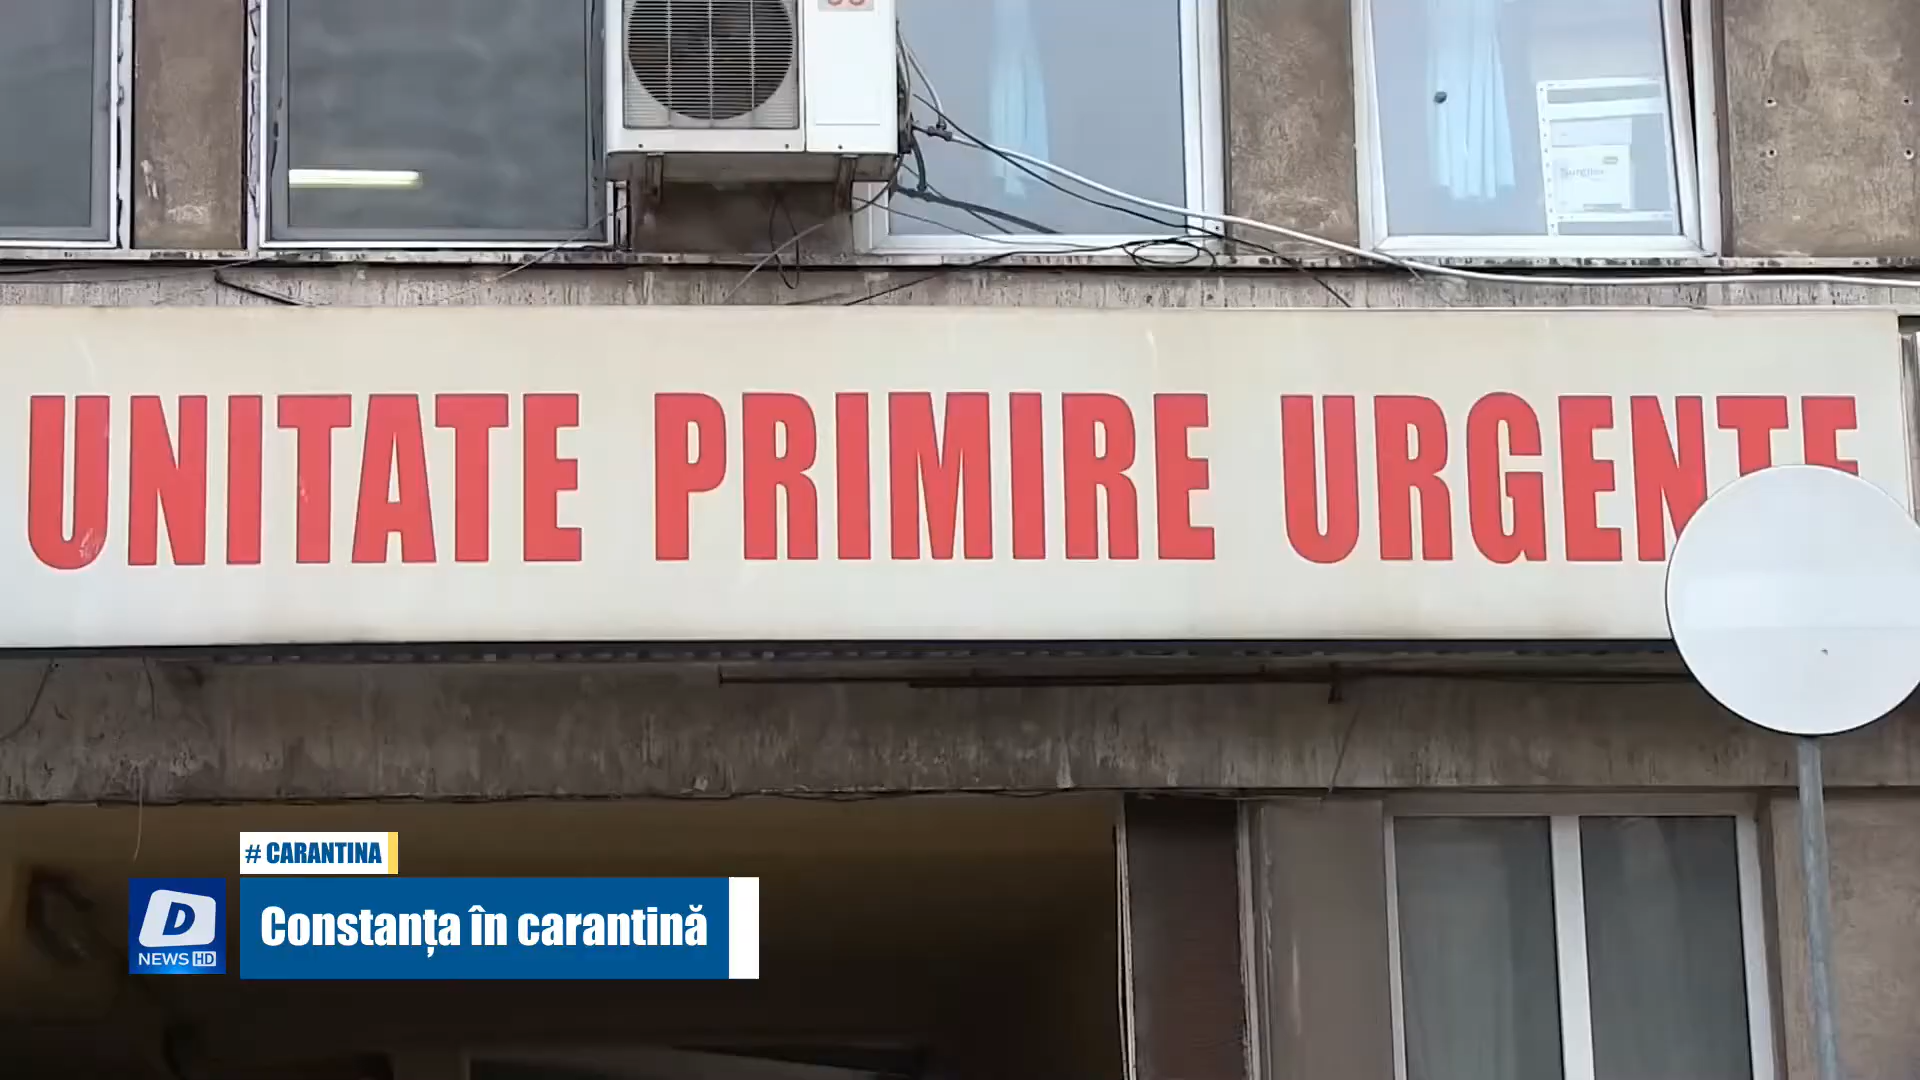 UNITATE PRIMIRE URGENTE
# CARANTINA
Constanța în carantină
D
NEWS HD